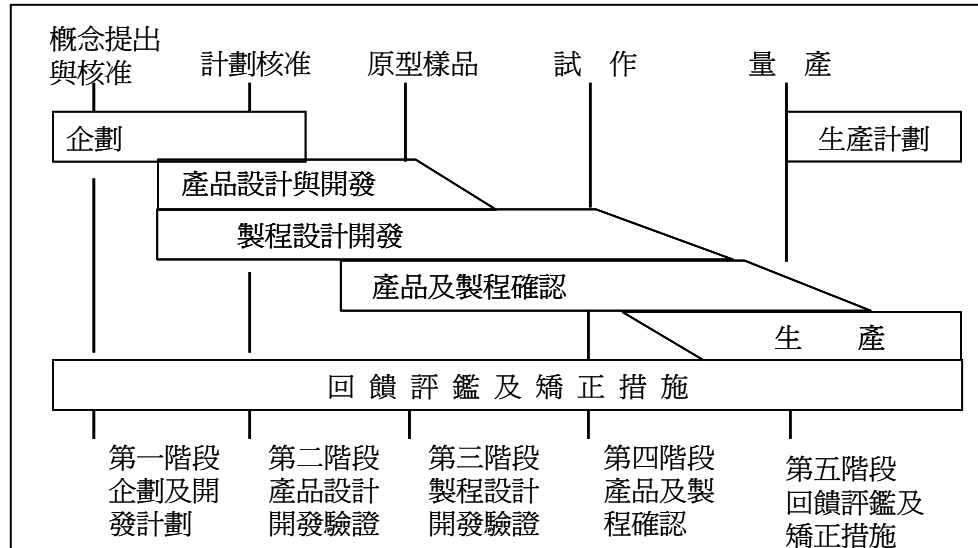 概念提出
與核准
計劃核准
原型樣品
試 作
量 產
企劃
生產計劃
產品設計與開發
製程設計開發
產品及製程確認
生 產
回 饋 評 鑑 及 矯 正 措 施
第一階段
企劃及開
發計劃
第二階段
產品設計
開發驗證
第三階段
製程設計
開發驗證
第四階段
產品及製
程確認
第五階段
回饋評鑑及
矯正措施